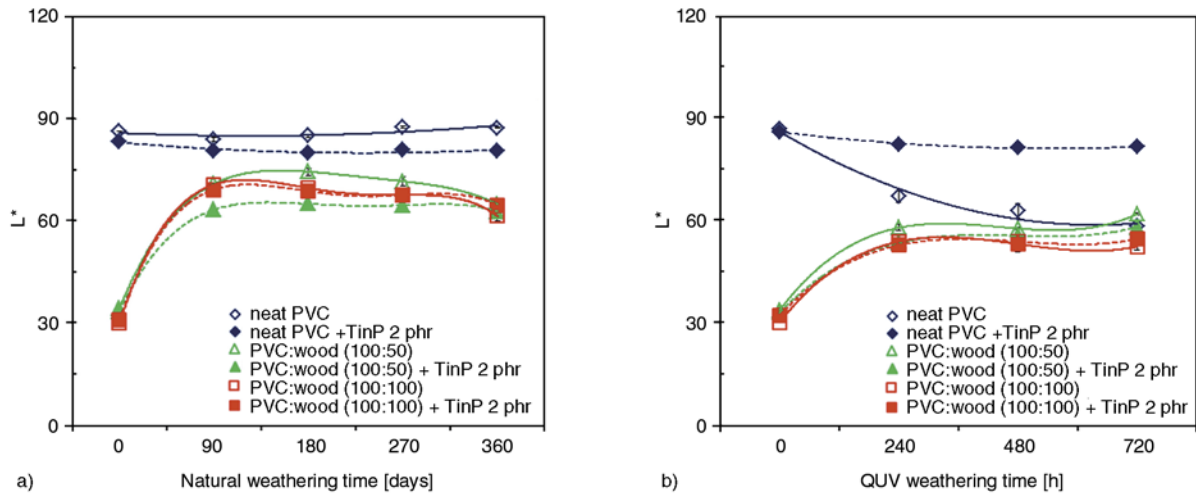 120
90
60
30
0
L*
0 90 180 270 360
neat PVC
neat PVC +TinP 2 phr
PVC:wood (100:50)
PVC:wood (100:50) + TinP 2 phr
PVC:wood (100:100)
PVC:wood (100:100) + TinP 2 phr
a) Natural weathering time [days]
120
90
60
30
0
L*
0 240 480 720
neat PVC
neat PVC +TinP 2 phr
PVC:wood (100:50)
PVC:wood (100:50) + TinP 2 phr
PVC:wood (100:100)
PVC:wood (100:100) + TinP 2 phr
b) QUV weathering time [h]